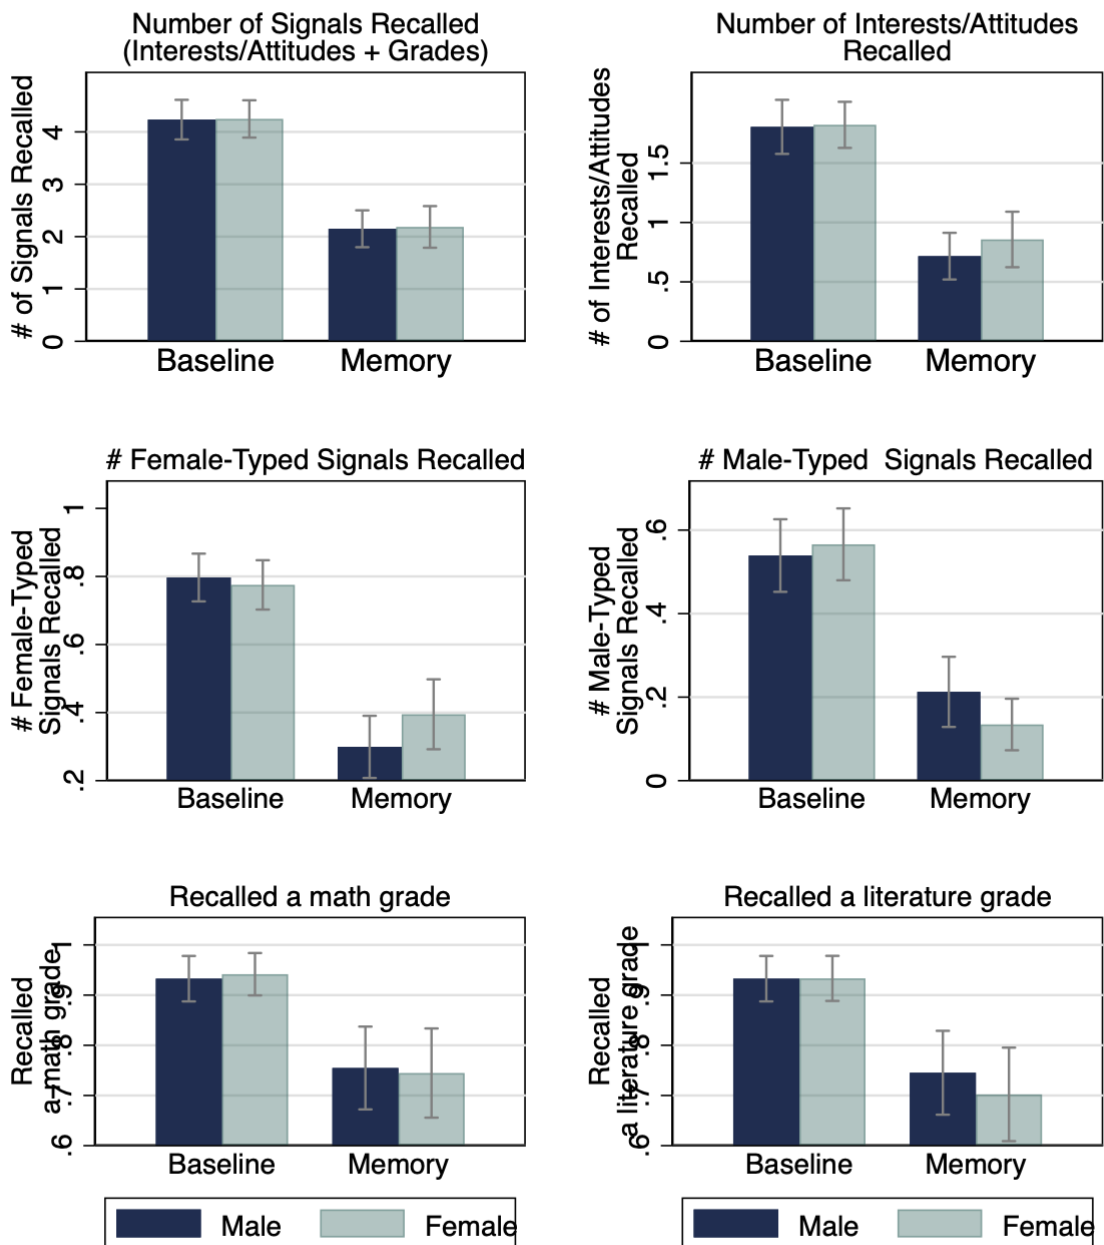 Number of Signals Recalled
(Interests/Attitudes + Grades)
# of Signals Recalled
4
3
2
1
0
Baseline Memory
Number of Interests/Attitudes
Recalled
# of Interests/Attitudes
Recalled
1.5
1
.5
0
Baseline Memory
# Female-Typed Signals Recalled
# Female-Typed
Signals Recalled
1
.8
.6
.4
.2
Baseline Memory
# Male-Typed Signals Recalled
# Male-Typed
Signals Recalled
.6
.4
.2
0
Baseline Memory
Recalled a math grade
Recalled
a math grade
1
.9
.8
.7
.6
Baseline Memory
Male Female
Recalled a literature grade
Recalled
a literature grade
1
.9
.8
.7
.6
Baseline Memory
Male Female